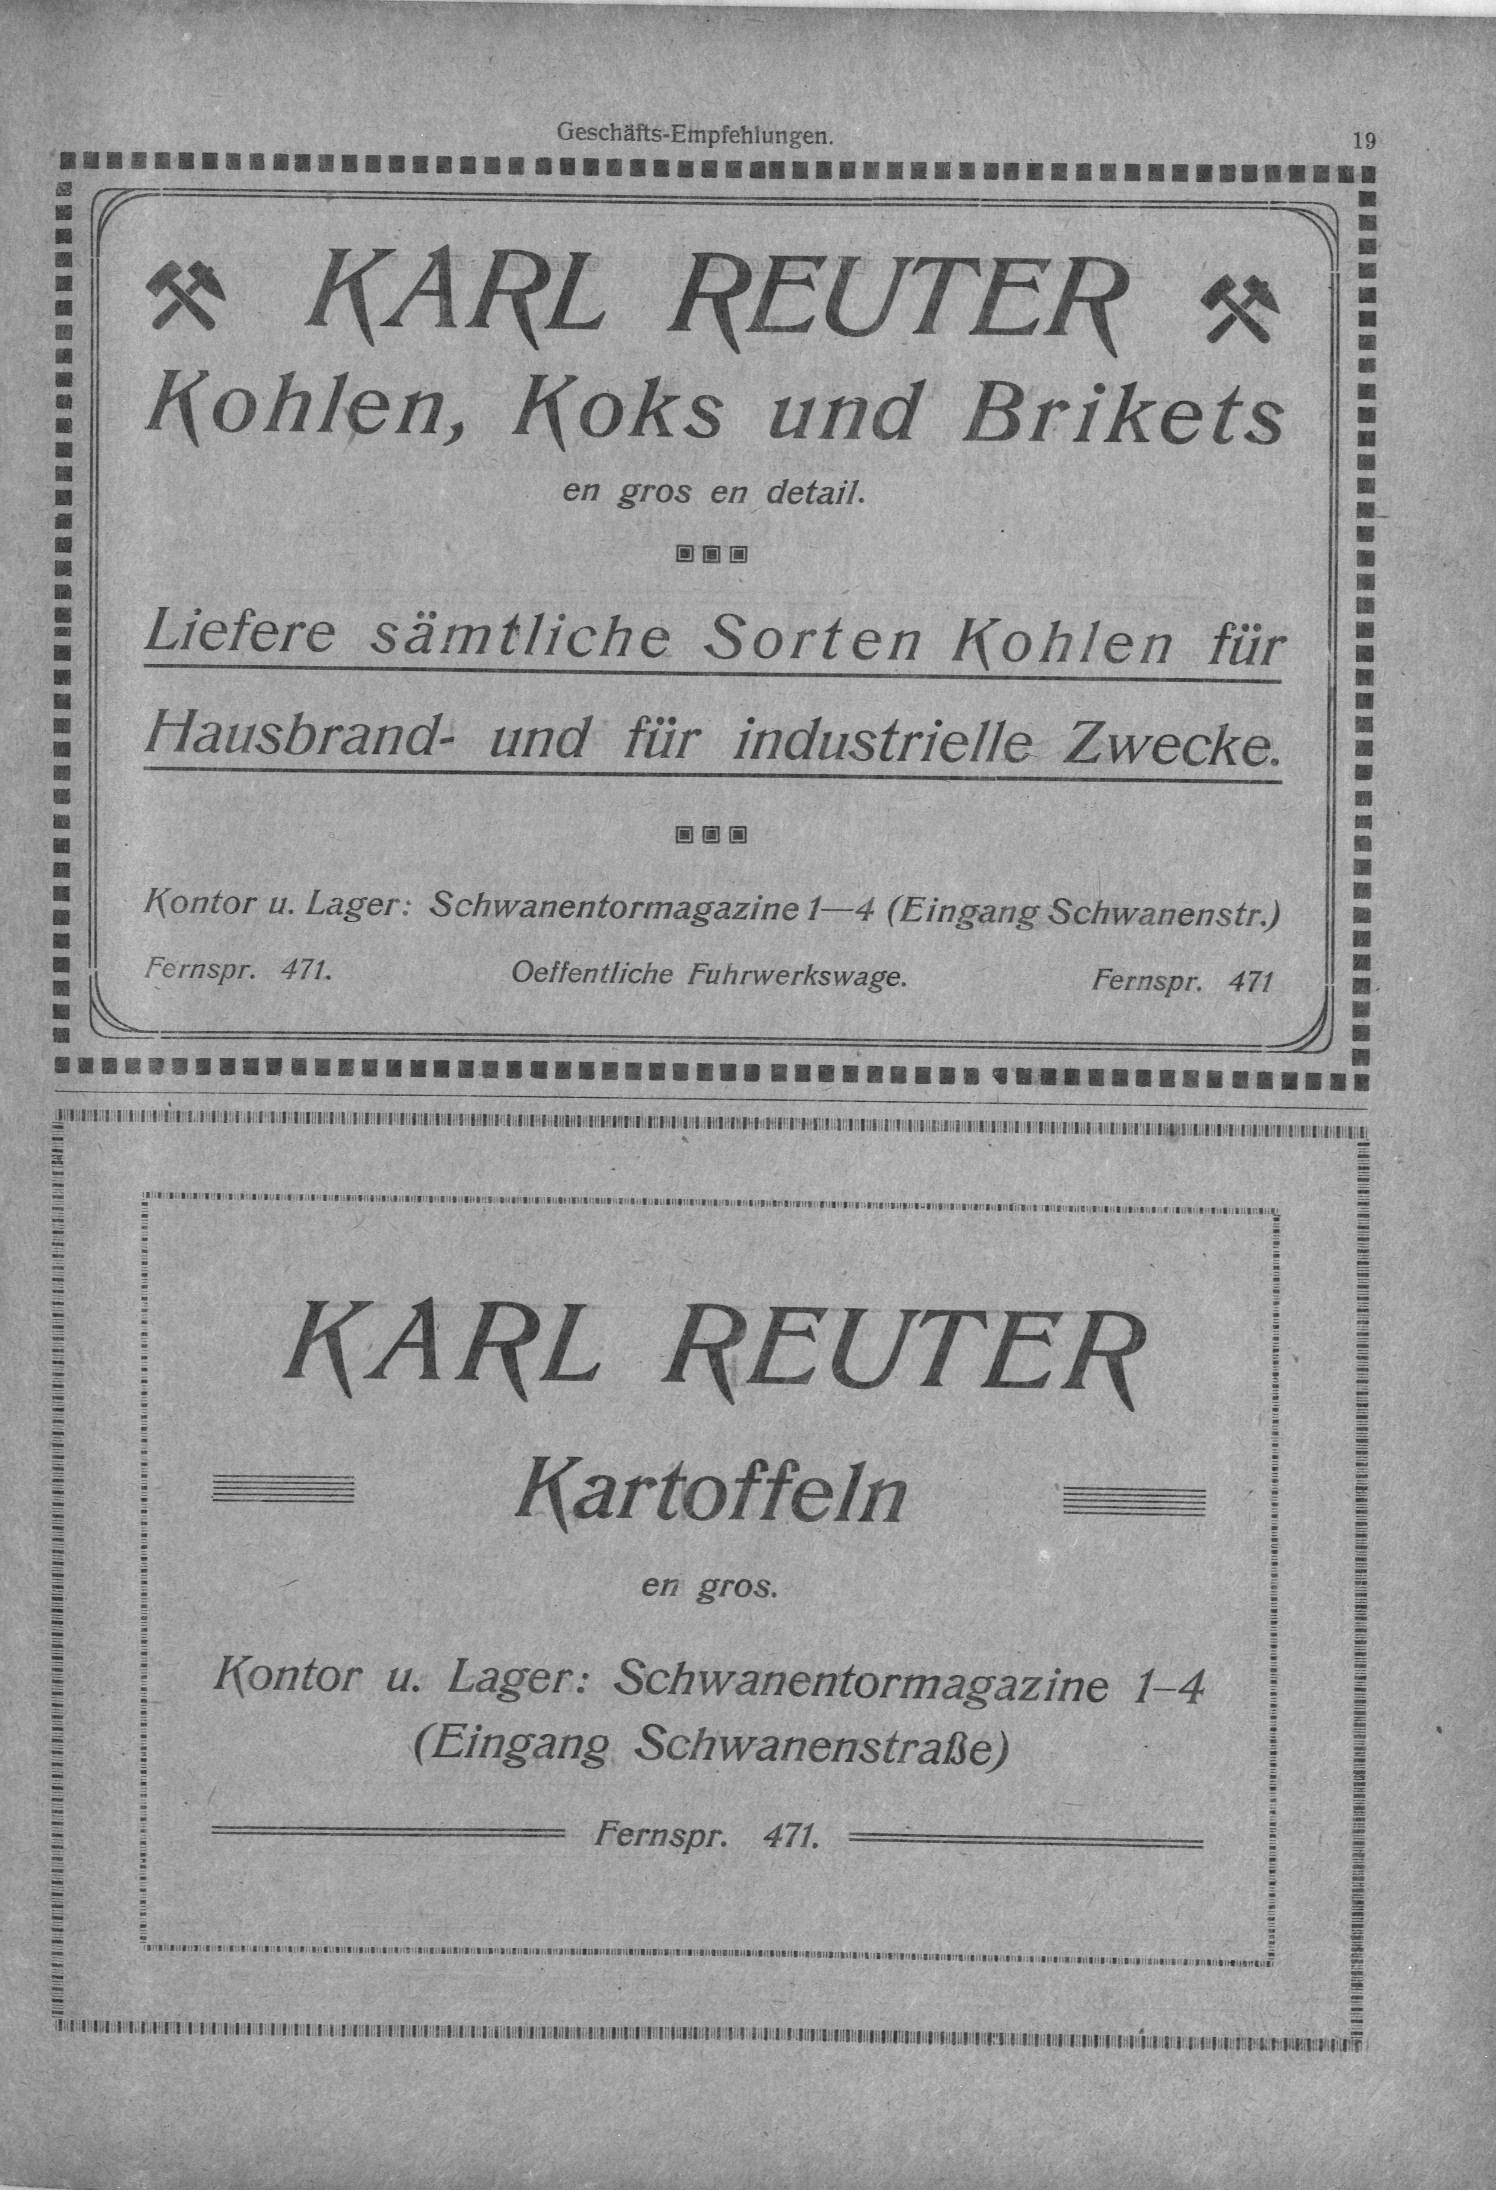 Geschäfts-Empfehlungen. 19
KARL REUTER
Kohlen, Koks und Brikets
en gros en detail.
Liefere sämtliche Sorten Kohlen für
Hausbrand- und für industrielle Zwecke.
Kontor u. Lager: Schwanentormagazine 1—4 (Eingang Schwanenstr.)
Fernspr. 471. Oeffentliche Fuhrwerkswage. Fernspr. 471
KARL REUTER
Kartoffeln
en gros.
Kontor u. Lager: Schwanentormagazine 1–4
(Eingang Schwanenstraße)
Fernspr. 471.